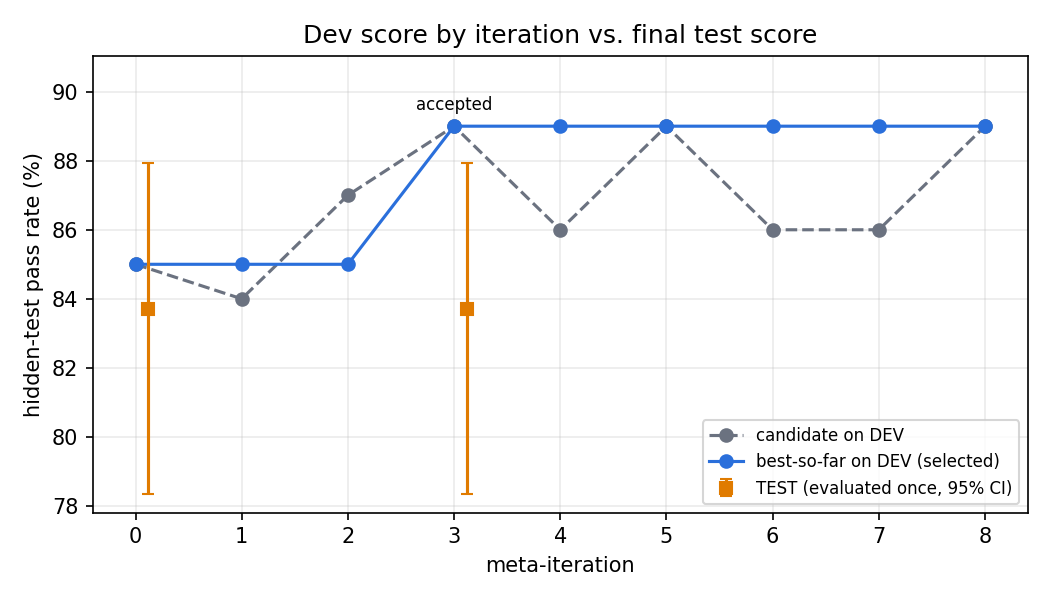 Dev score by iteration vs. final test score
hidden-test pass rate (%)
90
88
86
84
82
80
78
accepted
candidate on DEV
best-so-far on DEV (selected)
TEST (evaluated once, 95% CI)
0 1 2 3 4 5 6 7 8
meta-iteration